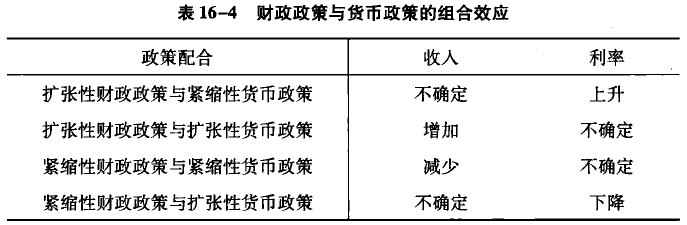 表 16-4 财政政策与货币政策的组合效应
政策配合 收入 利率
扩张性财政政策与紧缩性货币政策 不确定 上升
扩张性财政政策与扩张性货币政策 增加 不确定
紧缩性财政政策与紧缩性货币政策 减少 不确定
紧缩性财政政策与扩张性货币政策 不确定 下降